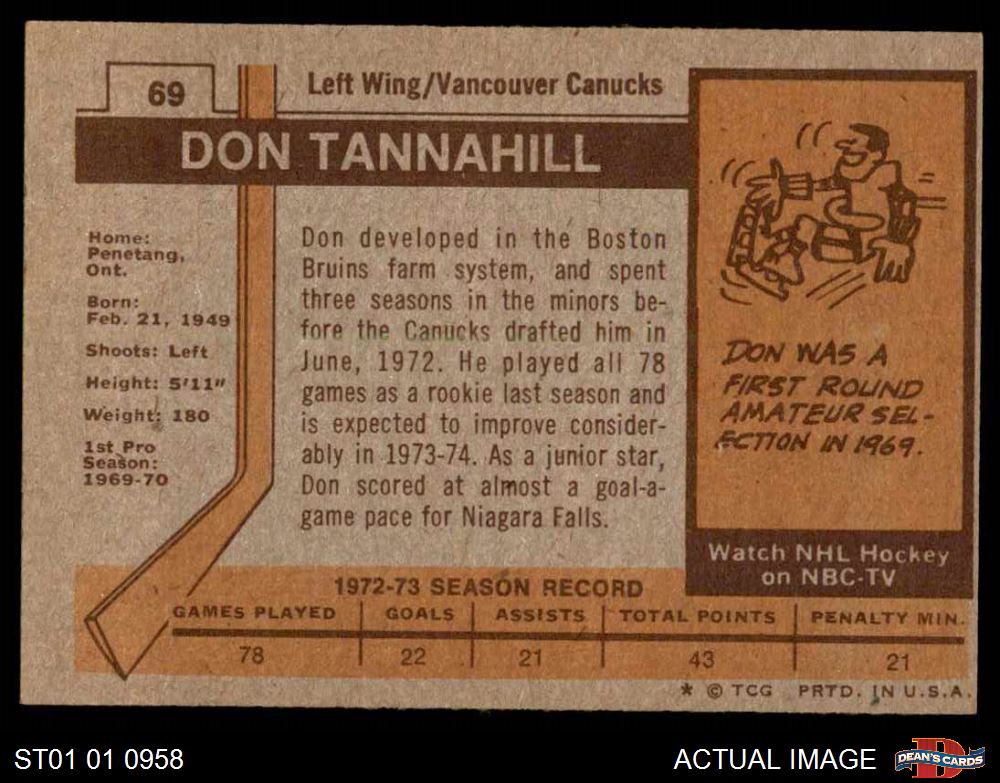 69
Left Wing/Vancouver Canucks
DON TANNAHILL
Home:
Penetang,
Ont.
Born:
Feb. 21, 1949
Shoots: Left
Height: 5'11"
Weight: 180
1st Pro
Season:
1969-70
Don developed in the Boston
Bruins farm system, and spent
three seasons in the minors be-
fore the Canucks drafted him in
June, 1972. He played all 78
games as a rookie last season and
is expected to improve consider-
ably in 1973-74. As a junior star,
Don scored at almost a goal-a-
game pace for Niagara Falls.
DON WAS A
FIRST ROUND
AMATEUR SEL-
ECTION IN 1969.
Watch NHL Hockey
on NBC-TV
1972-73 SEASON RECORD
GAMES PLAYED GOALS ASSISTS TOTAL POINTS PENALTY MIN.
78 22 21 43 21
* © TCG PRTD. IN U.S.A.
ST01 01 0958
ACTUAL IMAGE
D
DEAN'S CARDS